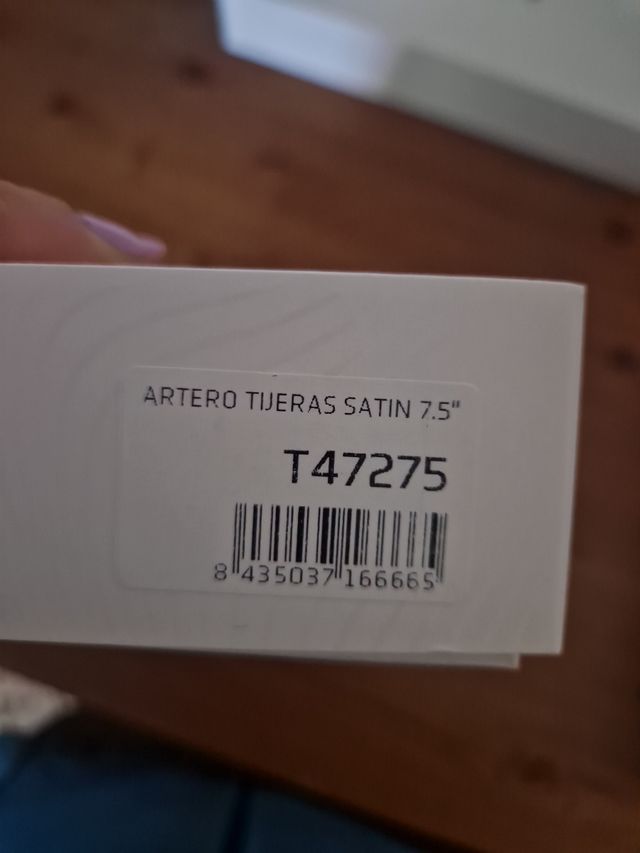 ARTERO TIJERAS SATIN 7.5"
T47275
8 435037 166665